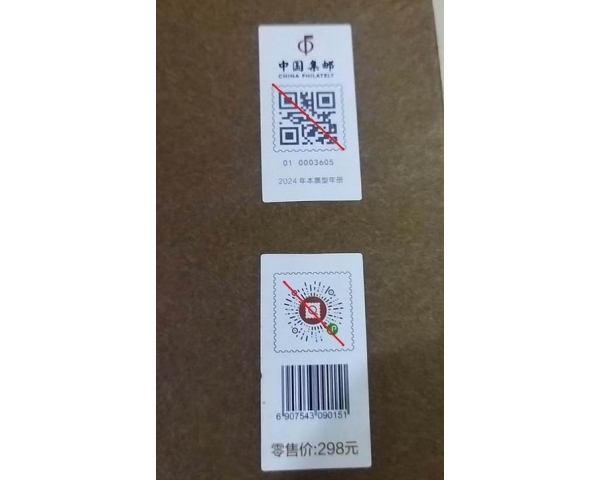 中国集邮
CHINA PHILATELY
01 0003605
2024年本票型年册
6 907543 090151
零售价:298元